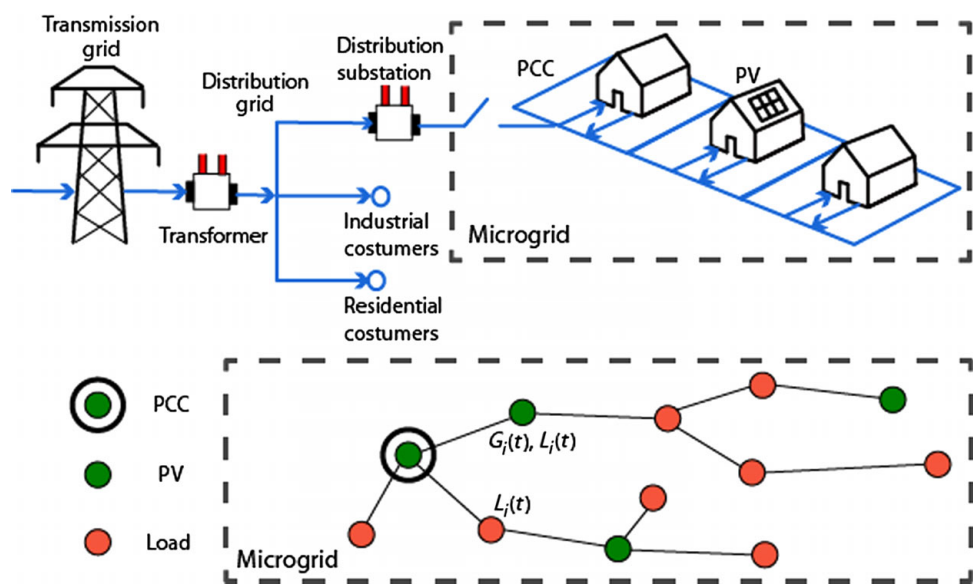 Transmission
grid
Distribution
grid
Distribution
substation
PCC
PV
Transformer
Industrial
costumers
Microgrid
Residential
costumers
PCC
PV
Load
G_i(t), L_i(t)
L_i(t)
Microgrid